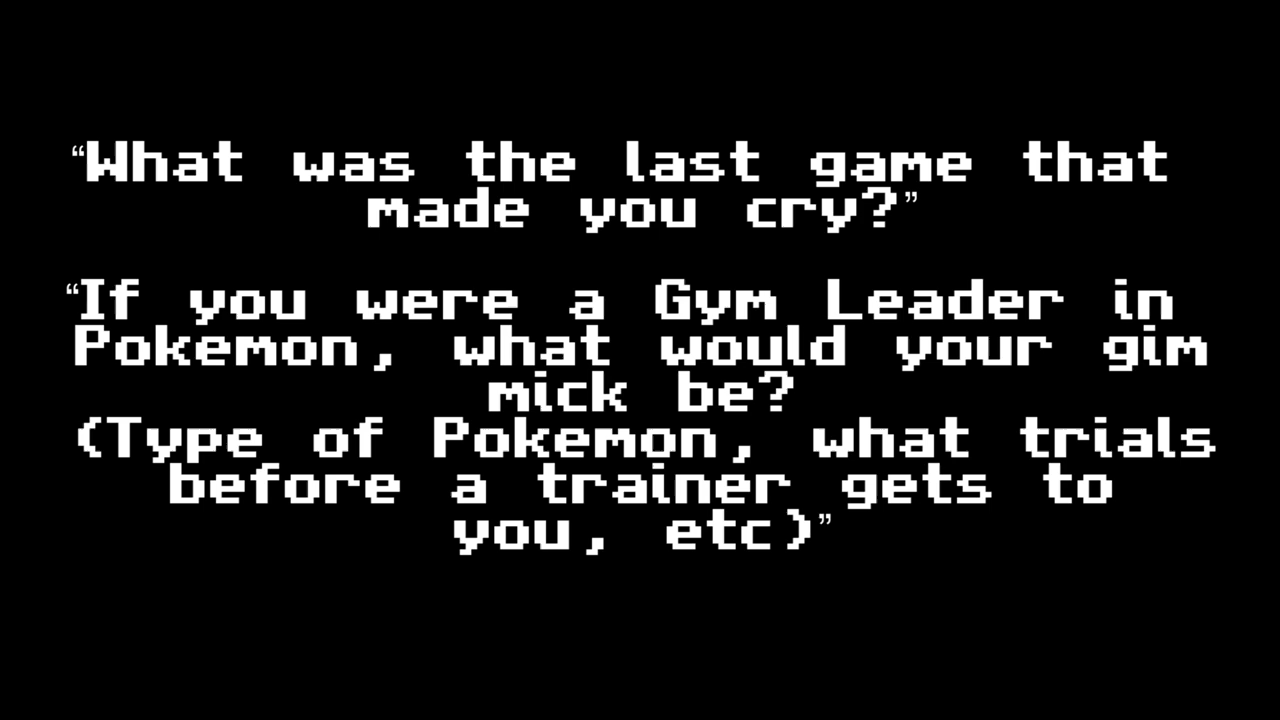 “What was the last game that
made you cry?”
“If you were a Gym Leader in
Pokemon, what would your gim
mick be?
(Type of Pokemon, what trials
before a trainer gets to
you, etc)”